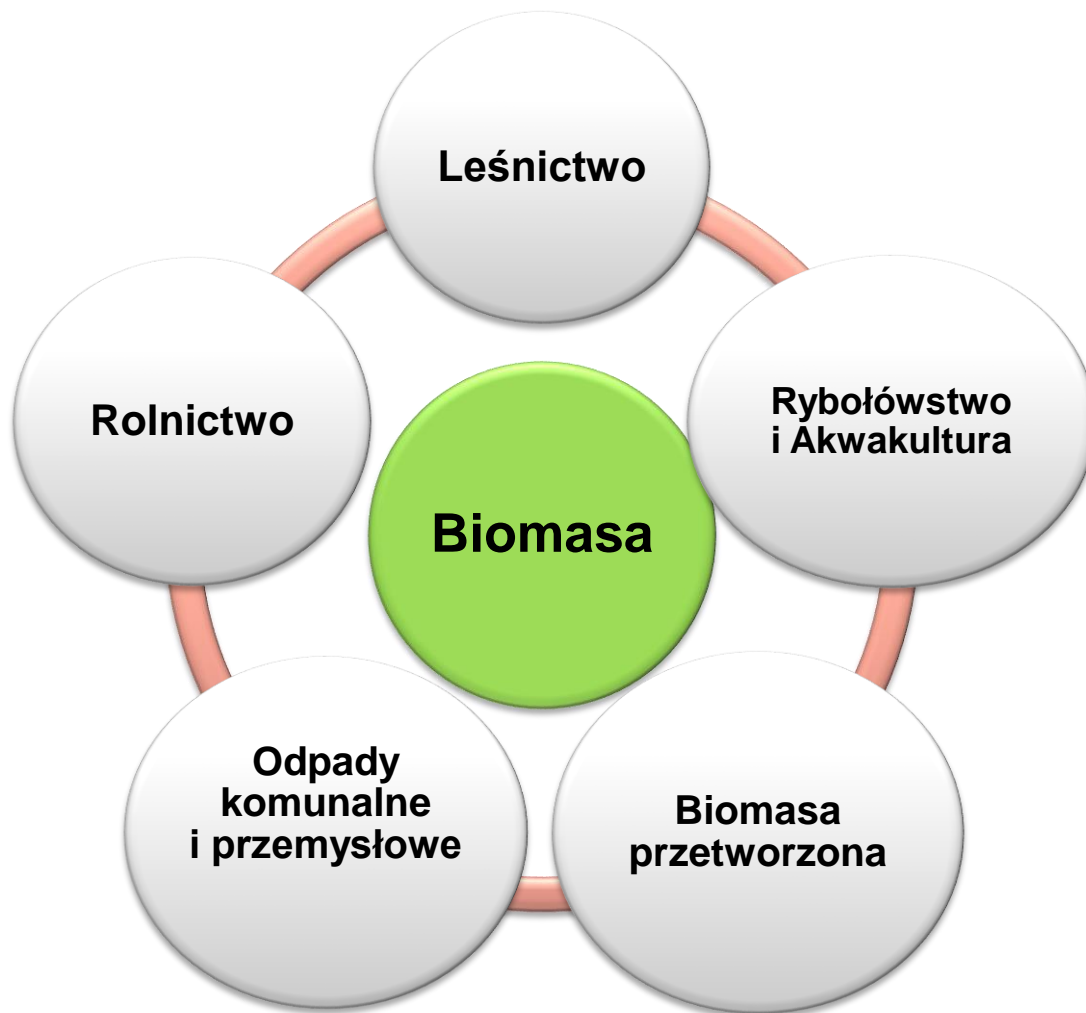 Leśnictwo
Rolnictwo
Rybołówstwo
i Akwakultura
Biomasa
Odpady
komunalne
i przemysłowe
Biomasa
przetworzona